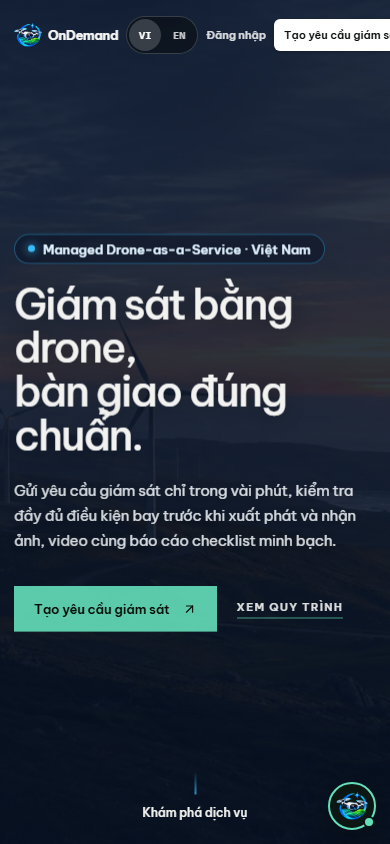 OnDemand
VI
EN
Đăng nhập
Tạo yêu cầu giám
Managed Drone-as-a-Service · Việt Nam
Giám sát bằng
drone,
bàn giao đúng
chuẩn.
Gửi yêu cầu giám sát chỉ trong vài phút, kiểm tra
đầy đủ điều kiện bay trước khi xuất phát và nhận
ảnh, video cùng báo cáo checklist minh bạch.
Tạo yêu cầu giám sát
XEM QUY TRÌNH
Khám phá dịch vụ